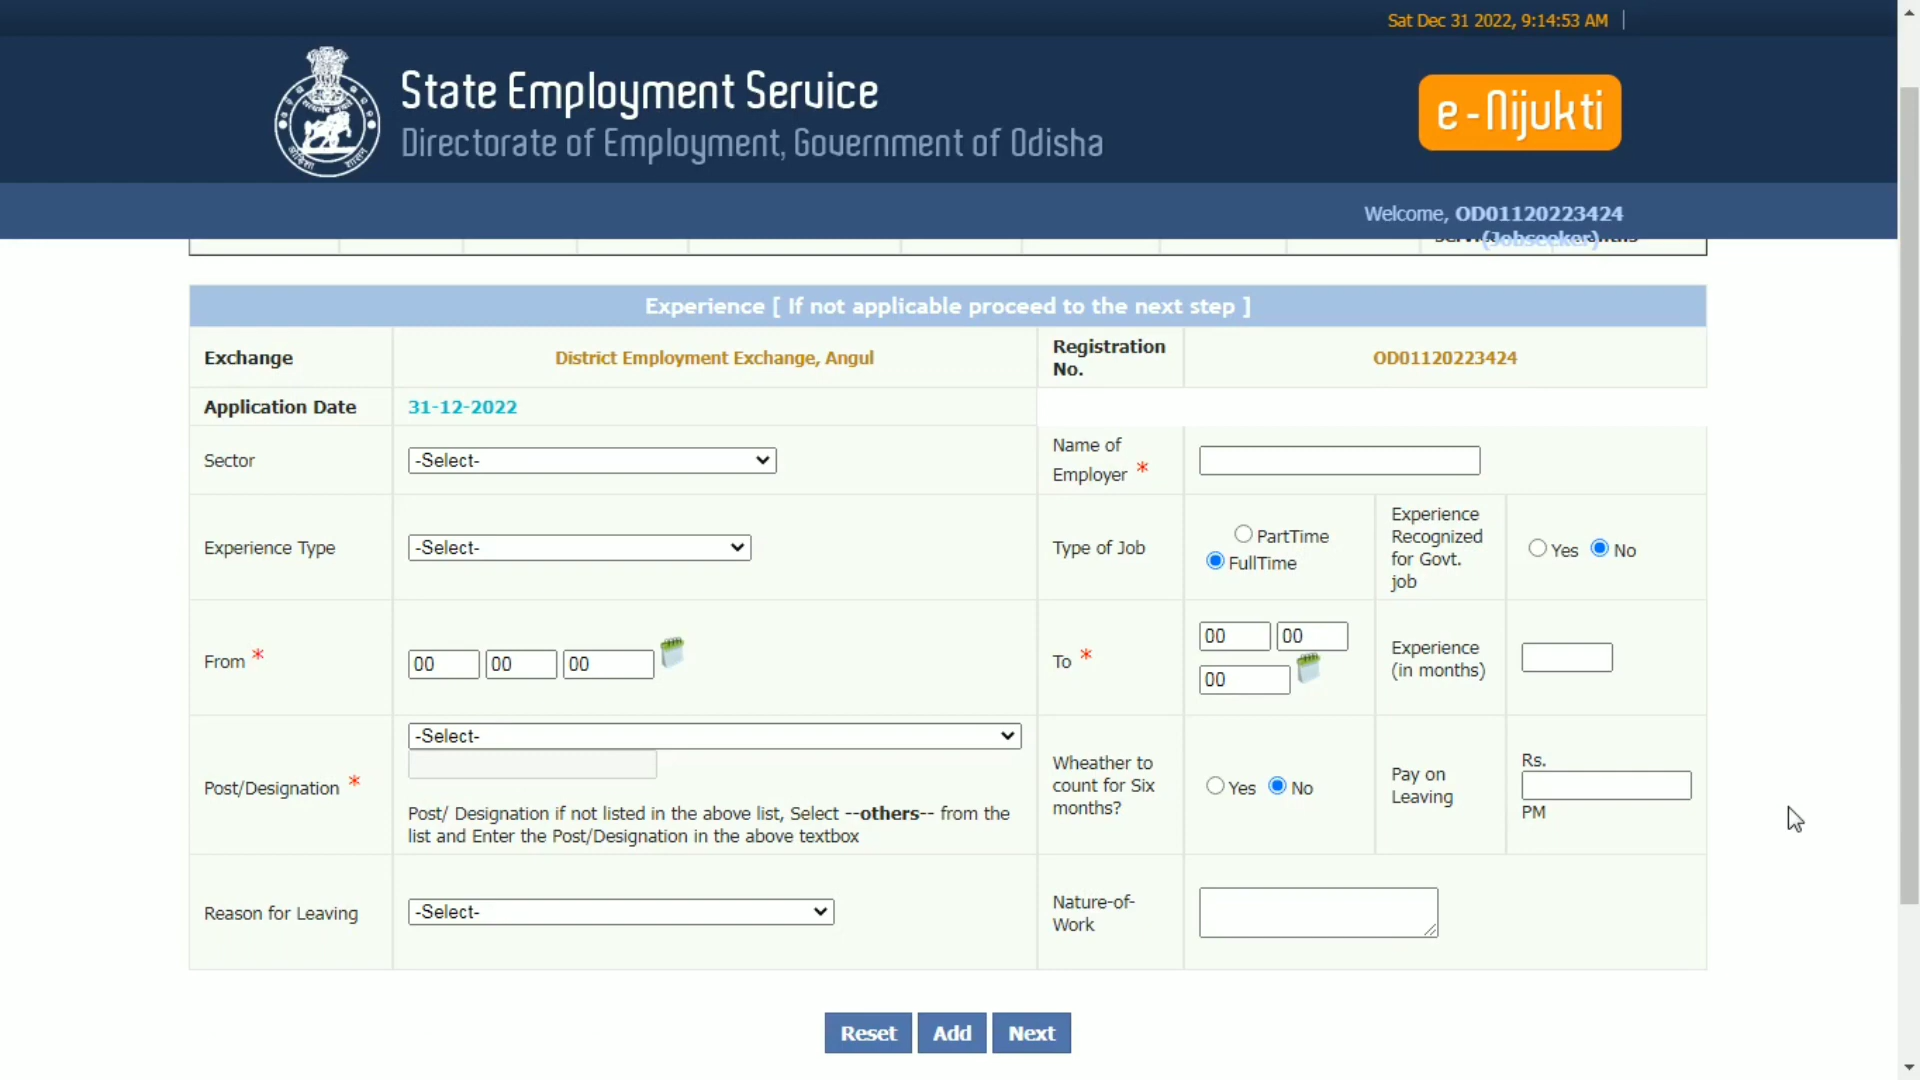 Sat Dec 31 2022, 9:14:53 AM
State Employment Service
Directorate of Employment, Government of Odisha
e-Nijukti
Welcome, OD01120223424
(Jobseeker)
Experience [ If not applicable proceed to the next step ]
Exchange
District Employment Exchange, Angul
Registration
No.
OD01120223424
Application Date
31-12-2022
Sector
-Select-
Name of
Employer *
Experience Type
-Select-
Type of Job
PartTime
FullTime
Experience
Recognized
for Govt.
job
Yes No
From *
00 00 00
To *
00 00
00
Experience
(in months)
Post/Designation *
-Select-
Post/ Designation if not listed in the above list, Select --others-- from the
list and Enter the Post/Designation in the above textbox
Wheather to
count for Six
months?
Yes No
Pay on
Leaving
Rs.
PM
Reason for Leaving
-Select-
Nature-of-
Work
Reset Add Next